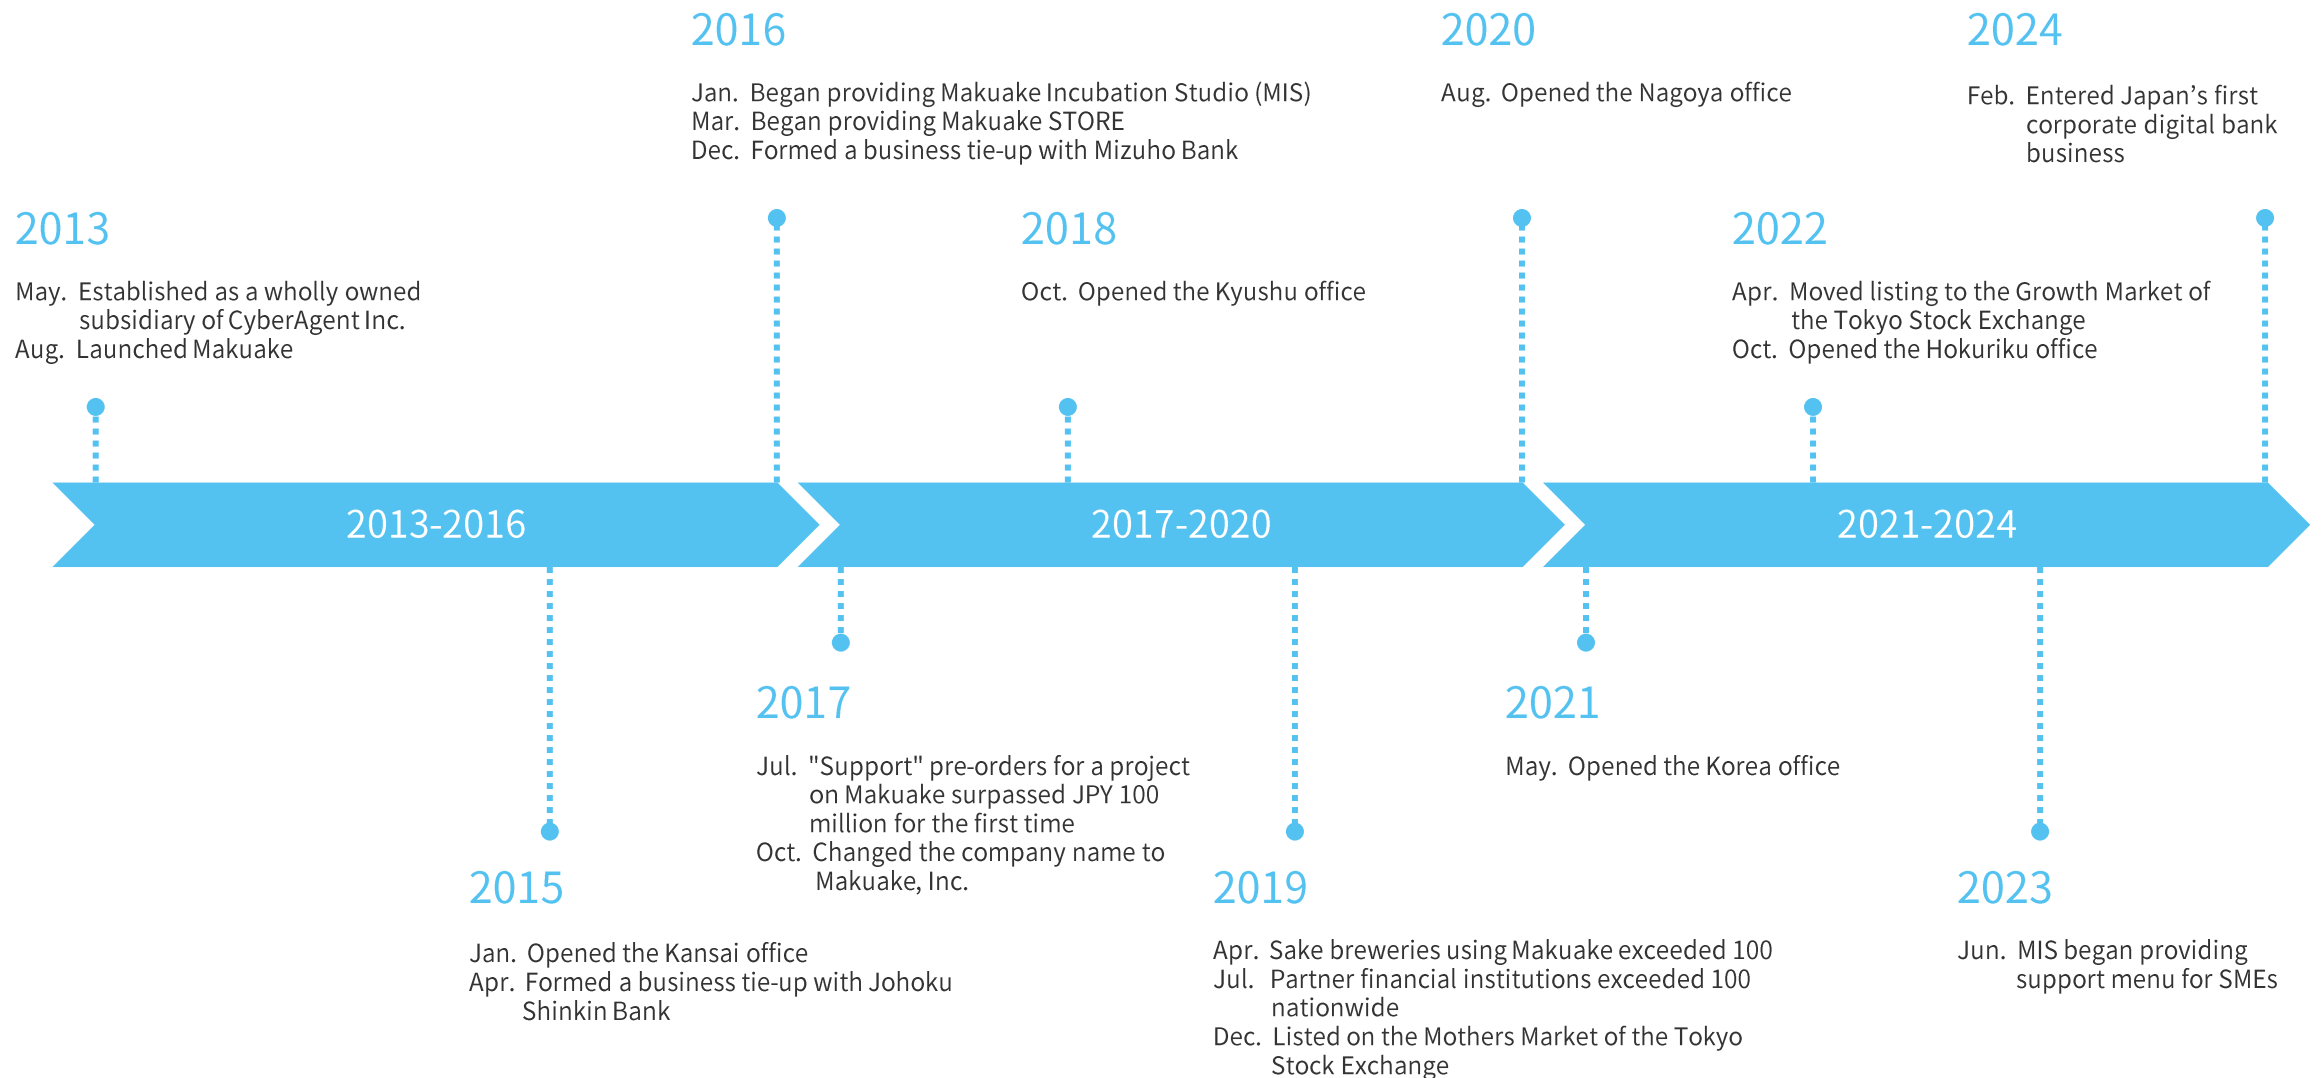 2016
Jan. Began providing Makuake Incubation Studio (MIS)
Mar. Began providing Makuake STORE
Dec. Formed a business tie-up with Mizuho Bank
2020
Aug. Opened the Nagoya office
2024
Feb. Entered Japan’s first
corporate digital bank
business
2013
May. Established as a wholly owned
subsidiary of CyberAgent Inc.
Aug. Launched Makuake
2018
Oct. Opened the Kyushu office
2022
Apr. Moved listing to the Growth Market of
the Tokyo Stock Exchange
Oct. Opened the Hokuriku office
2013-2016
2017-2020
2021-2024
2017
Jul. "Support" pre-orders for a project
on Makuake surpassed JPY 100
million for the first time
Oct. Changed the company name to
Makuake, Inc.
2021
May. Opened the Korea office
2015
Jan. Opened the Kansai office
Apr. Formed a business tie-up with Johoku
Shinkin Bank
2019
Apr. Sake breweries using Makuake exceeded 100
Jul. Partner financial institutions exceeded 100
nationwide
Dec. Listed on the Mothers Market of the Tokyo
Stock Exchange
2023
Jun. MIS began providing
support menu for SMEs